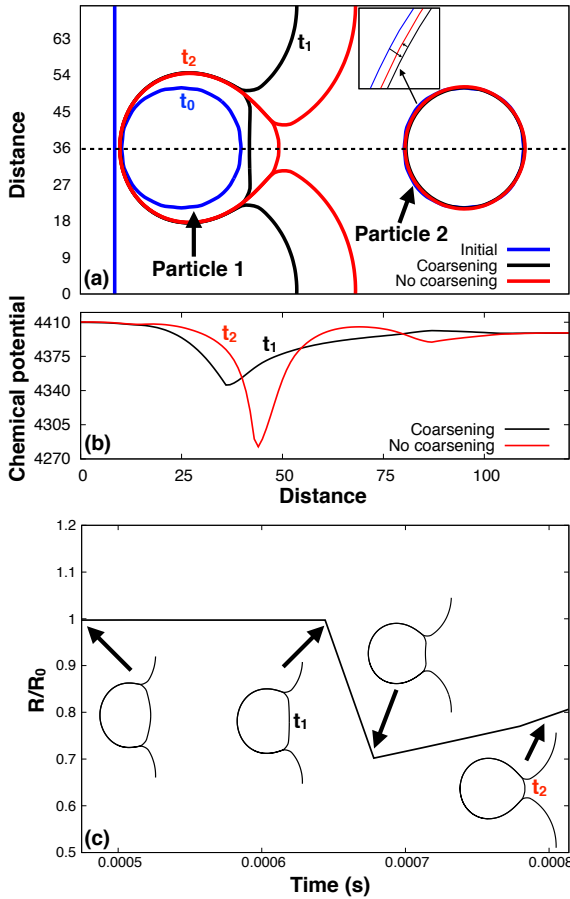 63
54
45
36
27
18
9
0
Distance
t₂
t₀
t₁
Particle 1
Particle 2
Initial
Coarsening
No coarsening
(a)
4410
4375
4340
4305
4270
Chemical potential
t₂
t₁
(b)
Coarsening
No coarsening
0 25 50 75 100
Distance
1.2
1.1
1
0.9
0.8
0.7
0.6
0.5
R/R₀
t₁
t₂
(c)
0.0005 0.0006 0.0007 0.0008
Time (s)